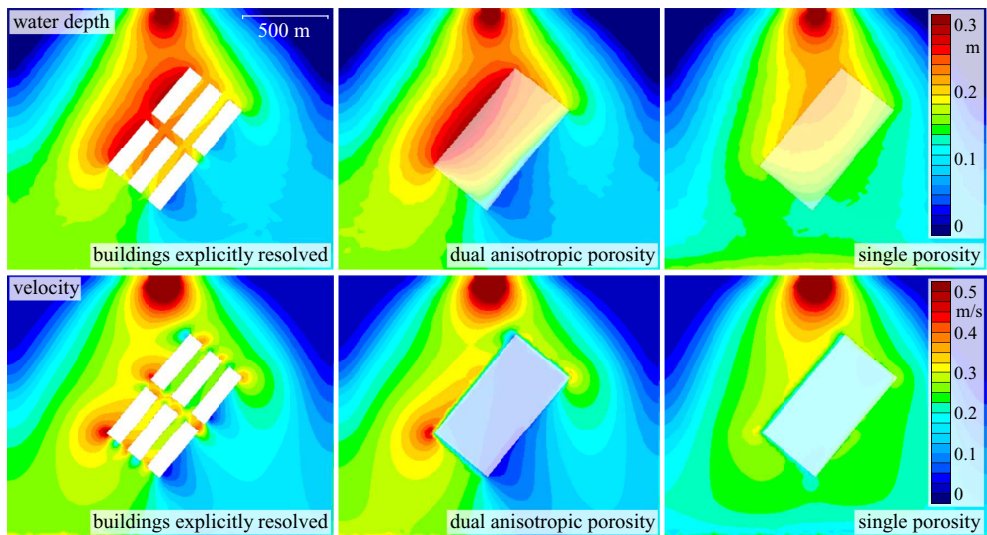 water depth
500 m
0.3
m
0.2
0.1
0
buildings explicitly resolved
dual anisotropic porosity
single porosity
velocity
0.5
m/s
0.4
0.3
0.2
0.1
0
buildings explicitly resolved
dual anisotropic porosity
single porosity